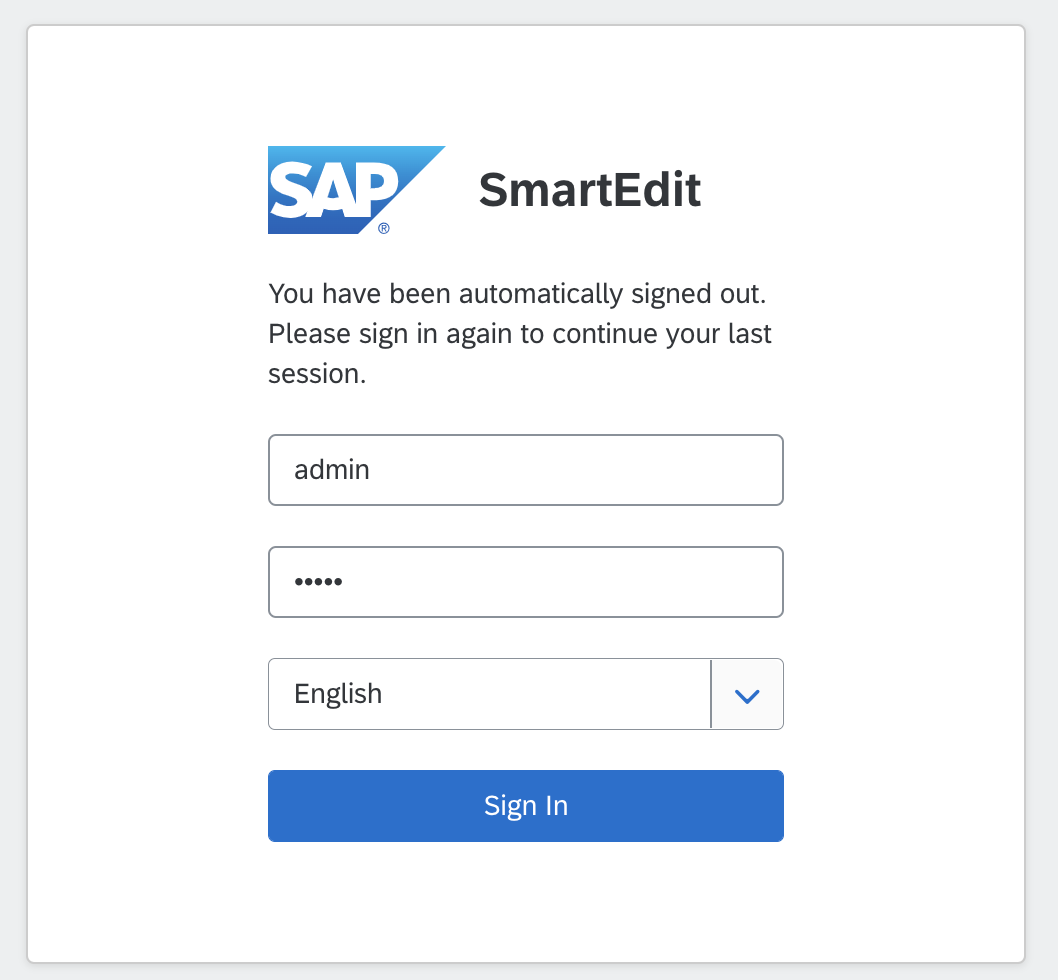 SAP®
SmartEdit
You have been automatically signed out.
Please sign in again to continue your last
session.
admin
•••••
English
Sign In